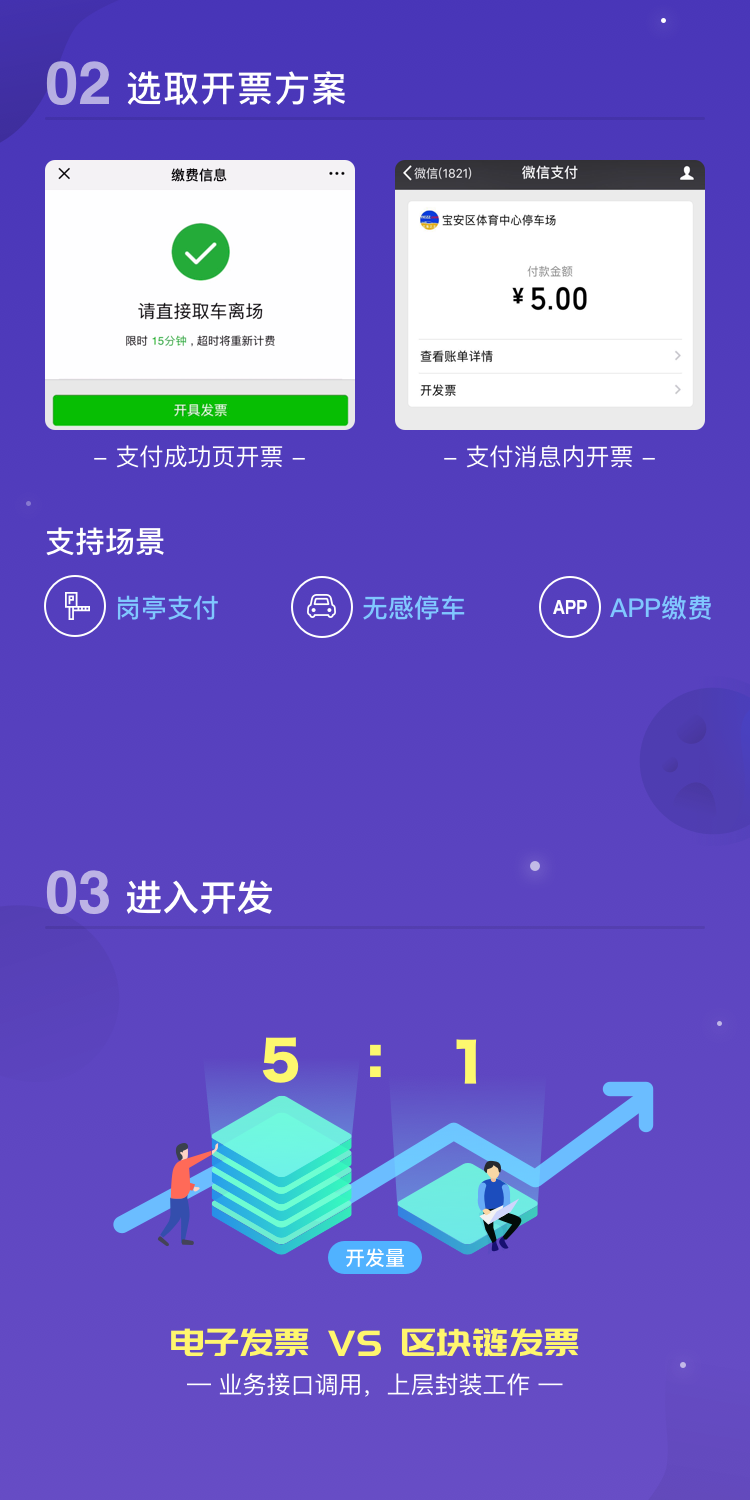 02 选取开票方案
缴费信息
请直接取车离场
限时 15分钟，超时将重新计费
开具发票
– 支付成功页开票 –
微信(1821) 微信支付
宝安区体育中心停车场
付款金额
¥ 5.00
查看账单详情
开发票
– 支付消息内开票 –
支持场景
岗亭支付
无感停车
APP APP缴费
03 进入开发
5 : 1
开发量
电子发票 VS 区块链发票
— 业务接口调用，上层封装工作 —